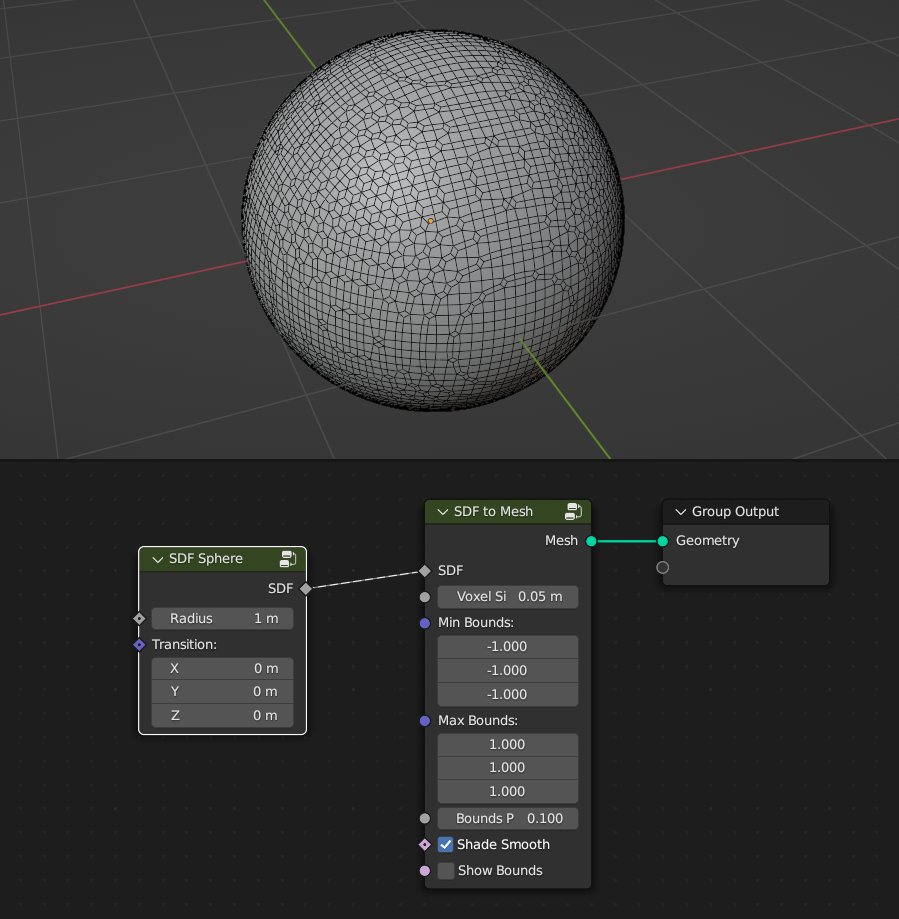 SDF Sphere
SDF
Radius 1 m
Transition:
X 0 m
Y 0 m
Z 0 m
SDF to Mesh
Mesh
SDF
Voxel Si 0.05 m
Min Bounds:
-1.000
-1.000
-1.000
Max Bounds:
1.000
1.000
1.000
Bounds P 0.100
Shade Smooth
Show Bounds
Group Output
Geometry